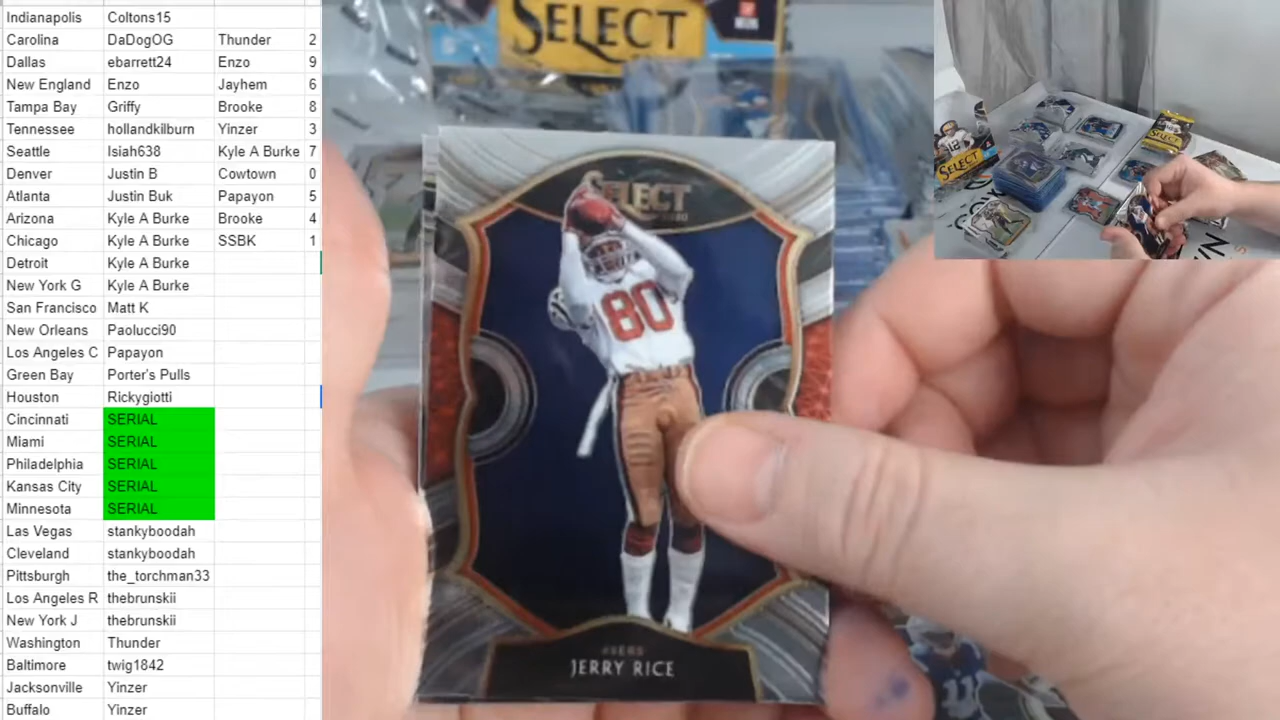 Indianapolis Coltons15
Carolina DaDogOG Thunder 2
Dallas ebarrett24 Enzo 9
New England Enzo Jayhem 6
Tampa Bay Griffy Brooke 8
Tennessee hollandkilburn Yinzer 3
Seattle Isiah638 Kyle A Burke 7
Denver Justin B Cowtown 0
Atlanta Justin Buk Papayon 5
Arizona Kyle A Burke Brooke 4
Chicago Kyle A Burke SSBK 1
Detroit Kyle A Burke
New York G Kyle A Burke
San Francisco Matt K
New Orleans Paolucci90
Los Angeles C Papayon
Green Bay Porter's Pulls
Houston Rickygiotti
Cincinnati SERIAL
Miami SERIAL
Philadelphia SERIAL
Kansas City SERIAL
Minnesota SERIAL
Las Vegas stankyboodah
Cleveland stankyboodah
Pittsburgh the_torchman33
Los Angeles R thebrunskii
New York J thebrunskii
Washington Thunder
Baltimore twig1842
Jacksonville Yinzer
Buffalo Yinzer
SELECT
SELECT
80
49ERS
JERRY RICE
11
12
SELECT
SELECT